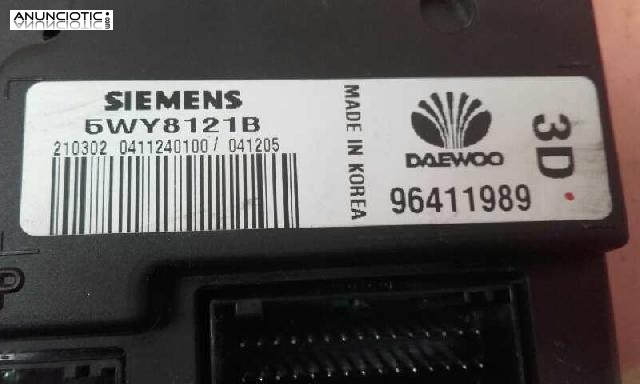 ANUNCIOTIC.com
SIEMENS
5WY8121B
210302 0411240100/ 041205
MADE IN KOREA
DAEWOO
96411989
3D
P